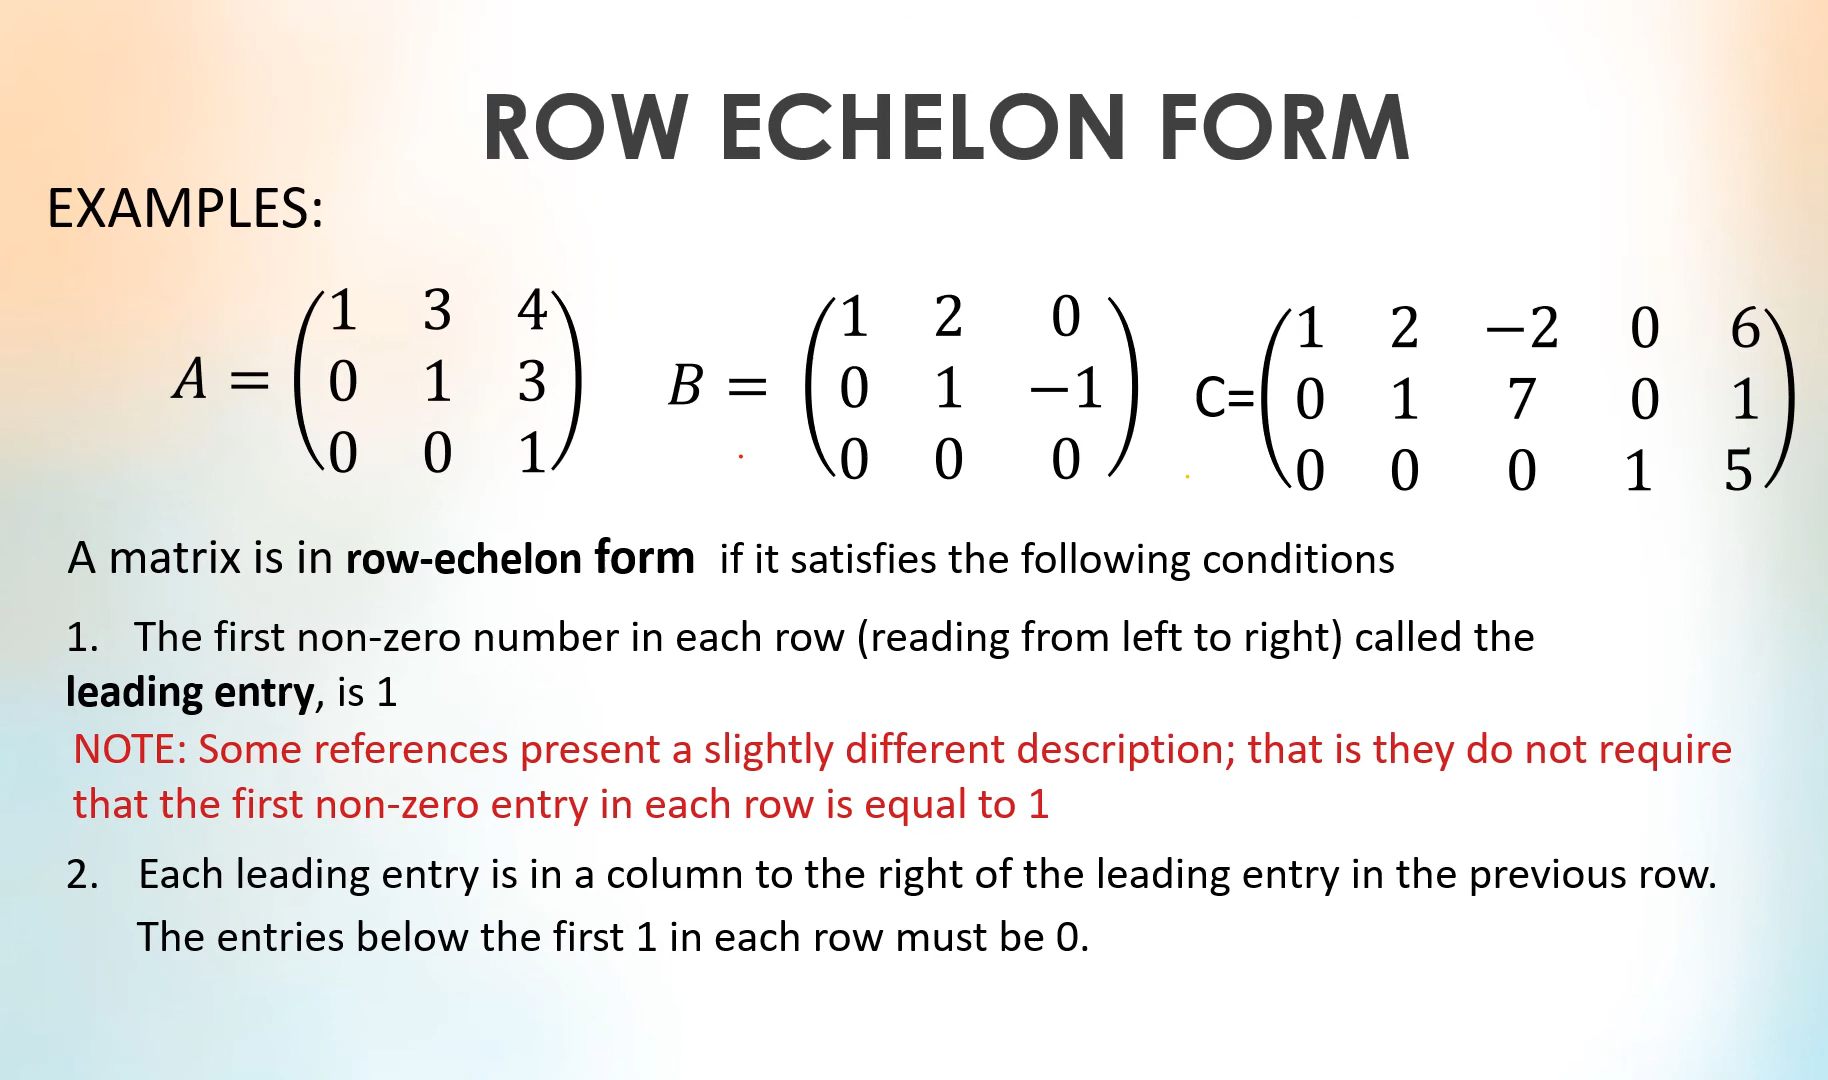 ROW ECHELON FORM
EXAMPLES:
1 3 4
A = 0 1 3
0 0 1
1 2 0
B = 0 1 −1
0 0 0
1 2 −2 0 6
C= 0 1 7 0 1
0 0 0 1 5
A matrix is in row-echelon form if it satisfies the following conditions
1. The first non-zero number in each row (reading from left to right) called the
leading entry, is 1
NOTE: Some references present a slightly different description; that is they do not require
that the first non-zero entry in each row is equal to 1
2. Each leading entry is in a column to the right of the leading entry in the previous row.
The entries below the first 1 in each row must be 0.